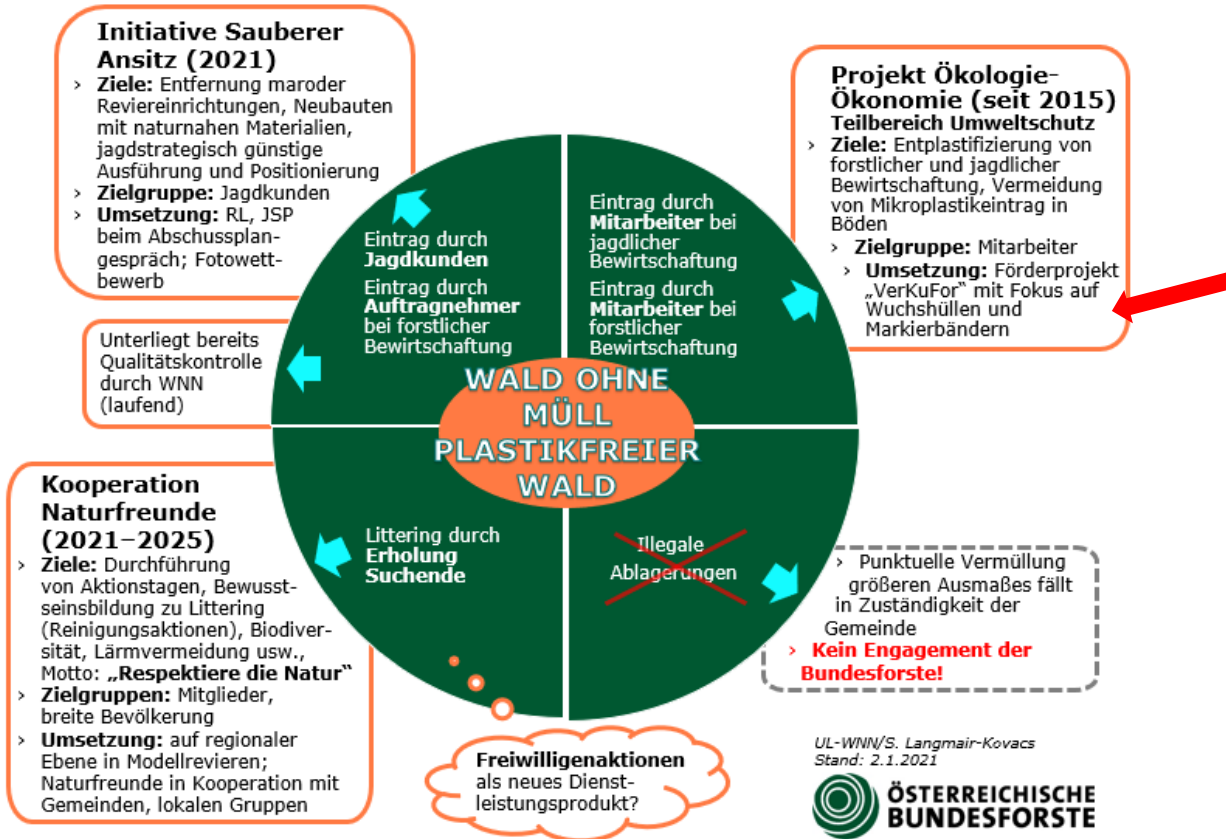 Initiative Sauberer
Ansitz (2021)
› Ziele: Entfernung maroder
Reviereinrichtungen, Neubauten
mit naturnahen Materialien,
jagdstrategisch günstige
Ausführung und Positionierung
› Zielgruppe: Jagdkunden
› Umsetzung: RL, JSP
beim Abschussplan-
gespräch; Fotowett-
bewerb
Projekt Ökologie-
Ökonomie (seit 2015)
Teilbereich Umweltschutz
› Ziele: Entplastifizierung von
forstlicher und jagdlicher
Bewirtschaftung, Vermeidung
von Mikroplastikeintrag in
Böden
› Zielgruppe: Mitarbeiter
› Umsetzung: Förderprojekt
„VerKuFor“ mit Fokus auf
Wuchshüllen und
Markierbändern
Eintrag durch
Jagdkunden
Eintrag durch
Auftragnehmer
bei forstlicher
Bewirtschaftung
Eintrag durch
Mitarbeiter bei
jagdlicher
Bewirtschaftung
Eintrag durch
Mitarbeiter bei
forstlicher
Bewirtschaftung
Unterliegt bereits
Qualitätskontrolle
durch WNN
(laufend)
WALD OHNE
MÜLL
PLASTIKFREIER
WALD
Kooperation
Naturfreunde
(2021–2025)
› Ziele: Durchführung
von Aktionstagen, Bewusst-
seinsbildung zu Littering
(Reinigungsaktionen), Biodiver-
sität, Lärmvermeidung usw.,
Motto: „Respektiere die Natur“
› Zielgruppen: Mitglieder,
breite Bevölkerung
› Umsetzung: auf regionaler
Ebene in Modellrevieren;
Naturfreunde in Kooperation mit
Gemeinden, lokalen Gruppen
Littering durch
Erholung
Suchende
Illegale
Ablagerungen
› Punktuelle Vermüllung
größeren Ausmaßes fällt
in Zuständigkeit der
Gemeinde
› Kein Engagement der
Bundesforste!
Freiwilligenaktionen
als neues Dienst-
leistungsprodukt?
UL-WNN/S. Langmair-Kovacs
Stand: 2.1.2021
ÖSTERREICHISCHE
BUNDESFORSTE